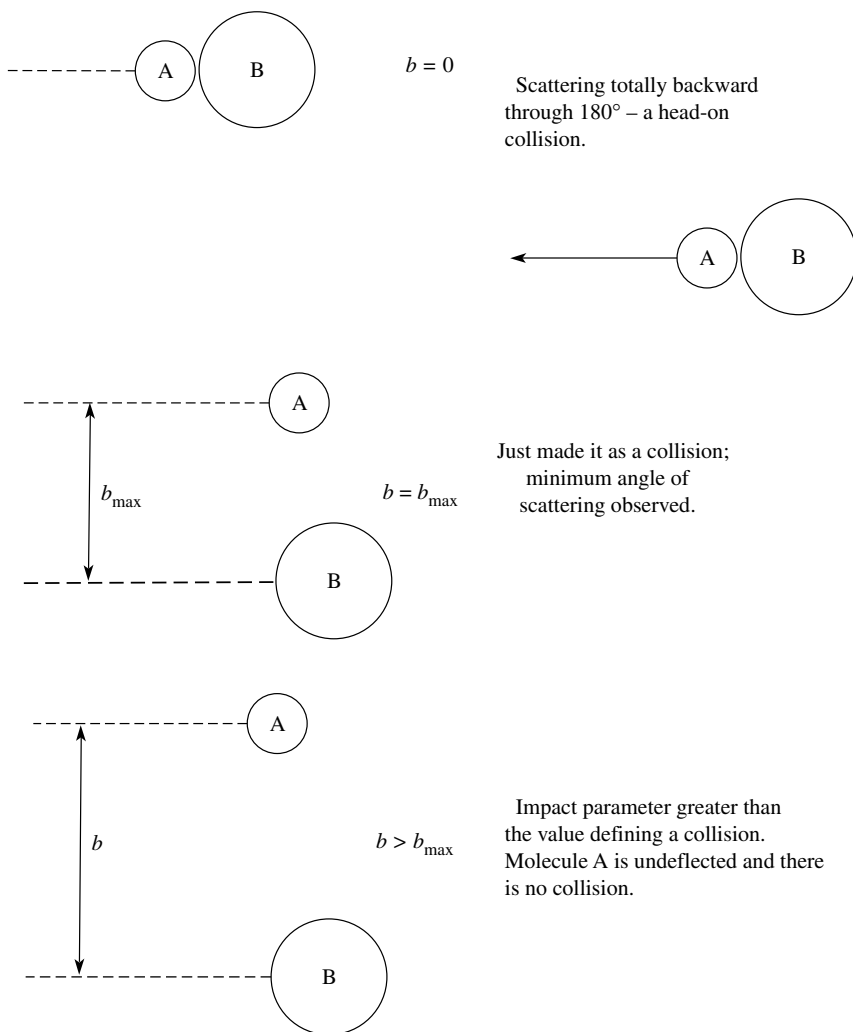 A B b = 0
Scattering totally backward
through 180° – a head-on
collision.
A B
A
Just made it as a collision;
b_max b = b_max minimum angle of
scattering observed.
B
A
Impact parameter greater than
the value defining a collision.
b b > b_max
Molecule A is undeflected and there
is no collision.
B